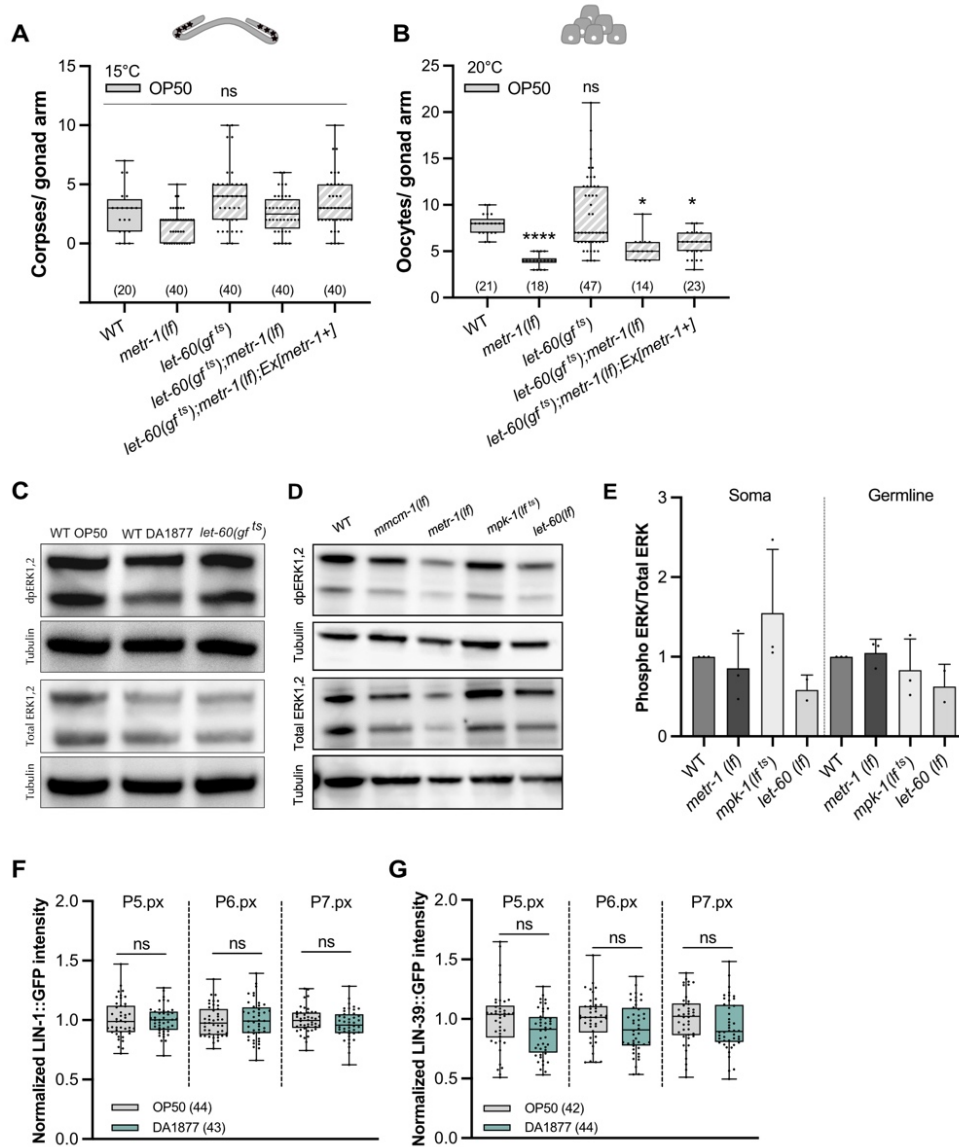 A
15°C
OP50
ns
Corpses/ gonad arm
15
10
5
0
(20)
(40)
(40)
(40)
(40)
WT
metr-1(lf)
let-60(gf ts)
let-60(gf ts);metr-1(lf)
let-60(gf ts);metr-1(lf);Ex[metr-1+]
B
20°C
OP50
ns
****
*
*
Oocytes/ gonad arm
25
20
15
10
5
0
(21)
(18)
(47)
(14)
(23)
WT
metr-1(lf)
let-60(gf ts)
let-60(gf ts);metr-1(lf)
let-60(gf ts);metr-1(lf);Ex[metr-1+]
C
WT OP50
WT DA1877
let-60(gf ts)
dpERK1,2
Tubulin
Total ERK1,2
Tubulin
D
WT
mmcm-1(lf)
metr-1(lf)
mpk-1(lf ts)
let-60(lf)
dpERK1,2
Tubulin
Total ERK1,2
Tubulin
E
Soma
Germline
Phospho ERK/Total ERK
3
2
1
0
WT
metr-1 (lf)
mpk-1(lf ts)
let-60 (lf)
WT
metr-1 (lf)
mpk-1(lf ts)
let-60 (lf)
F
Normalized LIN-1::GFP intensity
2.0
1.5
1.0
0.5
0
P5.px
P6.px
P7.px
ns
ns
ns
OP50 (44)
DA1877 (43)
G
Normalized LIN-39::GFP intensity
2.0
1.5
1.0
0.5
0
P5.px
P6.px
P7.px
ns
ns
ns
OP50 (42)
DA1877 (44)